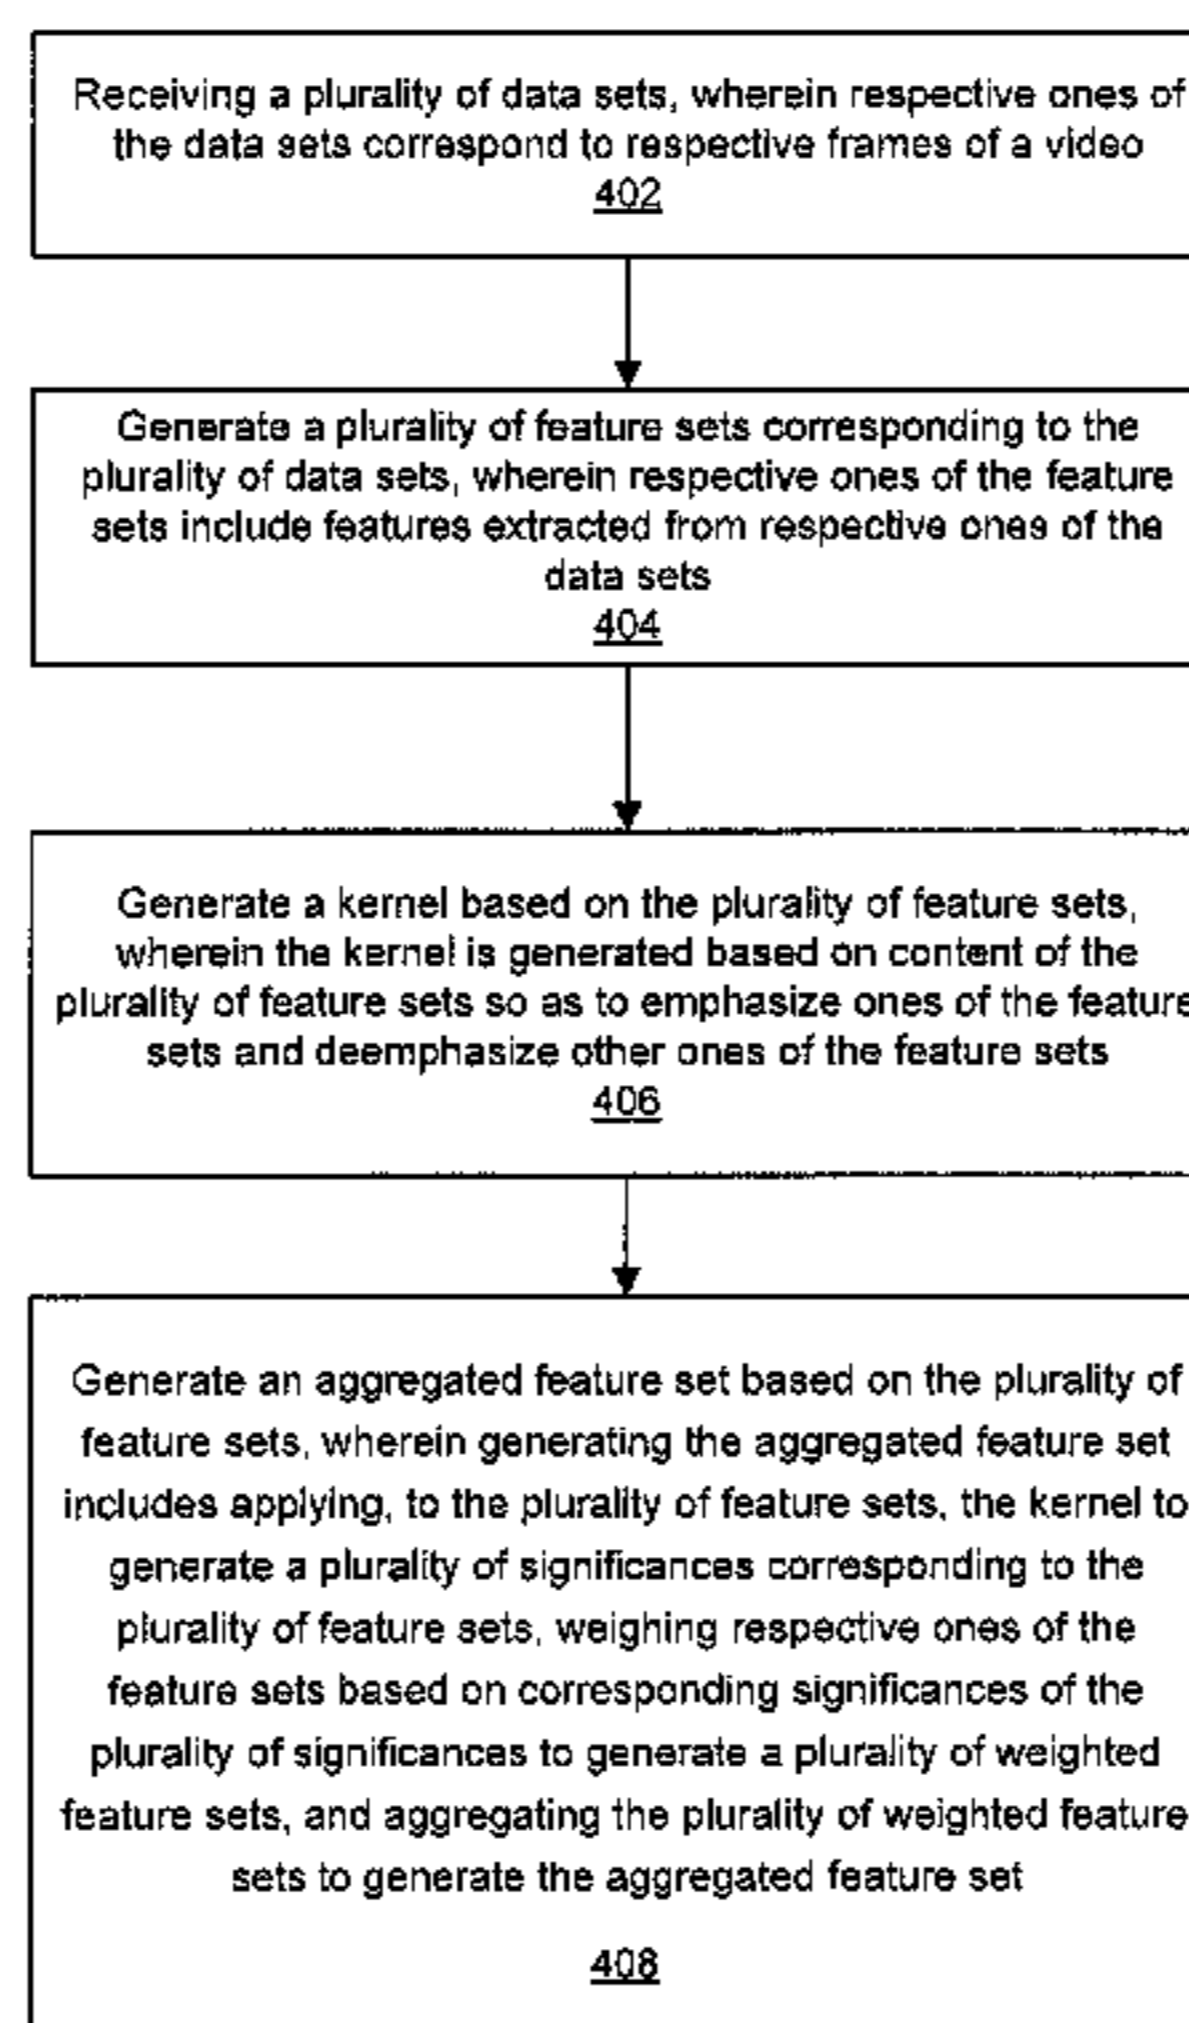 Receiving a plurality of data sets, wherein respective ones of
the data sets correspond to respective frames of a video
402
Generate a plurality of feature sets corresponding to the
plurality of data sets, wherein respective ones of the feature
sets include features extracted from respective ones of the
data sets
404
Generate a kernel based on the plurality of feature sets,
wherein the kernel is generated based on content of the
plurality of feature sets so as to emphasize ones of the feature
sets and deemphasize other ones of the feature sets
406
Generate an aggregated feature set based on the plurality of
feature sets, wherein generating the aggregated feature set
includes applying, to the plurality of feature sets, the kernel to
generate a plurality of significances corresponding to the
plurality of feature sets, weighing respective ones of the
feature sets based on corresponding significances of the
plurality of significances to generate a plurality of weighted
feature sets, and aggregating the plurality of weighted feature
sets to generate the aggregated feature set
408